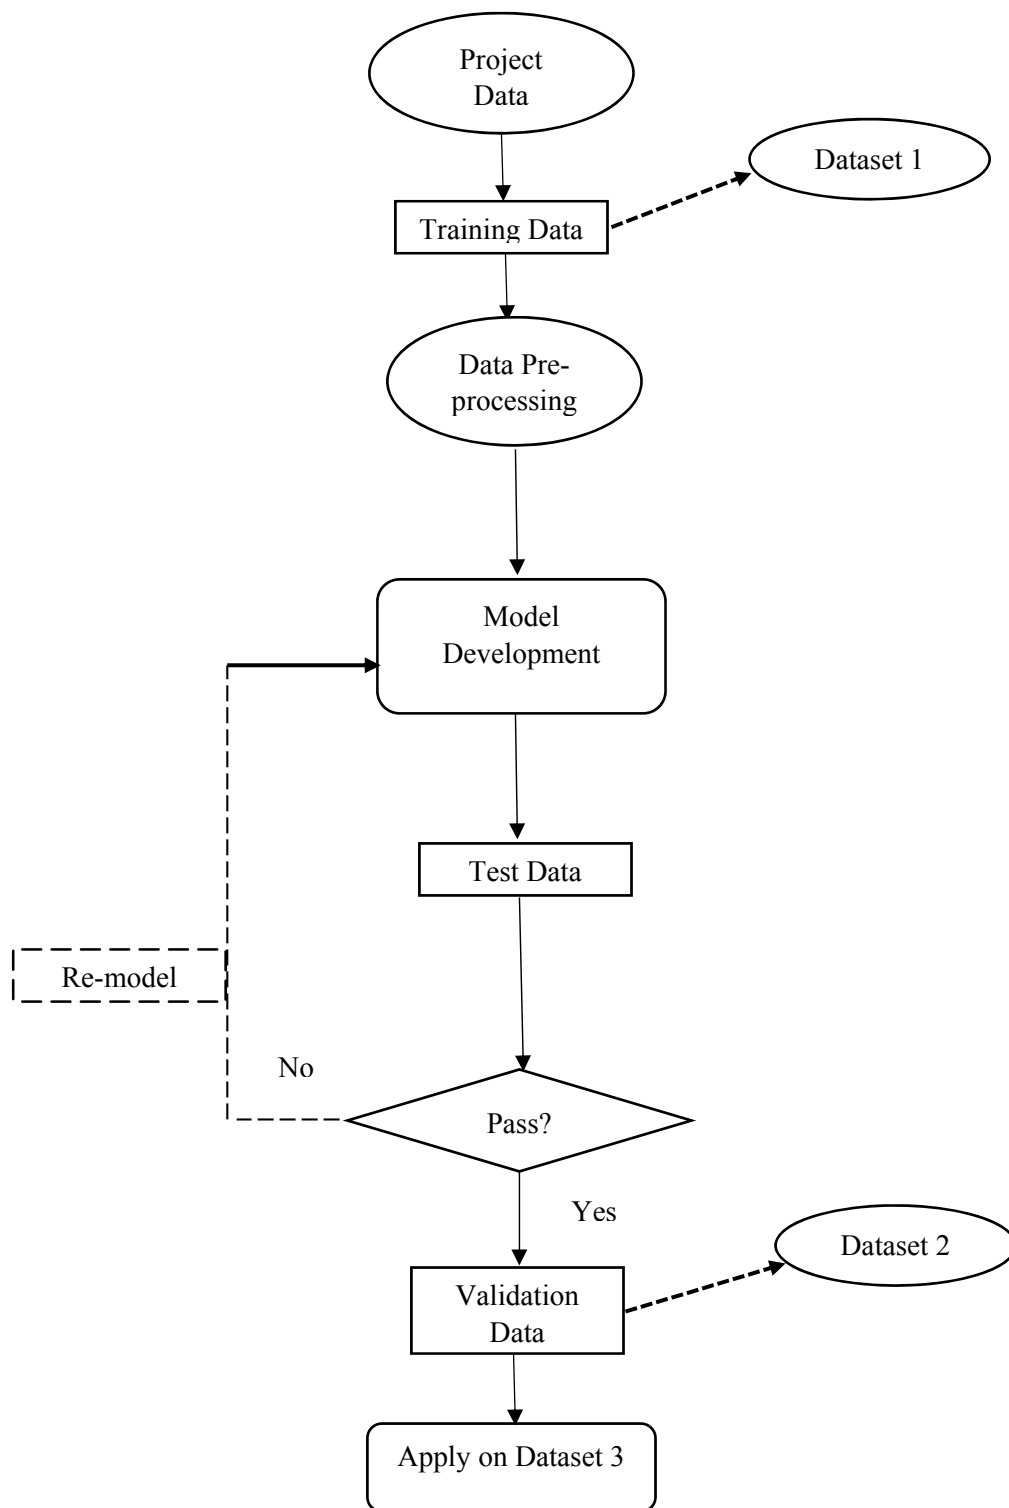 Project
Data
Dataset 1
Training Data
Data Pre-
processing
Model
Development
Test Data
Re-model
No
Pass?
Yes
Dataset 2
Validation
Data
Apply on Dataset 3